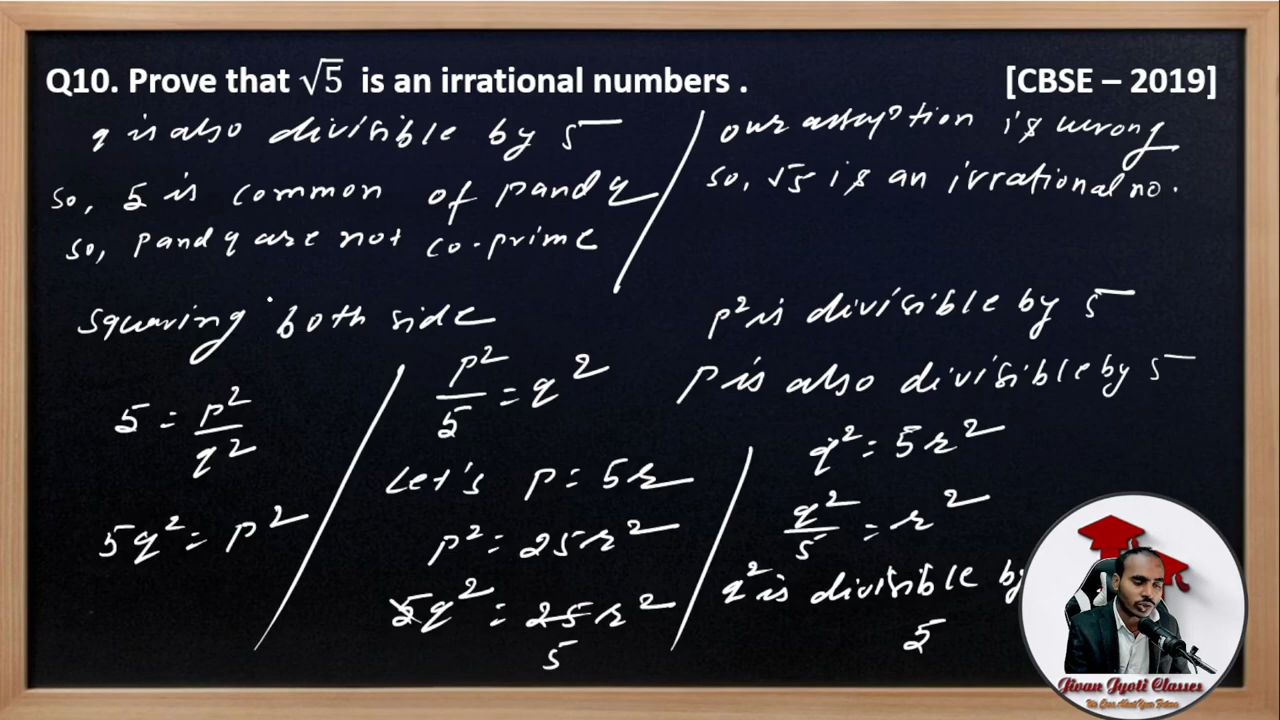 Q10. Prove that √5 is an irrational numbers . [CBSE – 2019]
q is also divisible by 5
so, 5 is common of p and q
so, p and q are not co-prime
our assumption is wrong
so, √5 is an irrational no.
squaring both side
5 = p²/q²
5q² = p²
p²/5 = q²
Let's p = 5r
p² = 25r²
5q² = 25r²
5
p² is divisible by 5
p is also divisible by 5
q² = 5r²
q²/5 = r²
q² is divisible by
5
Jivan Jyoti Classes